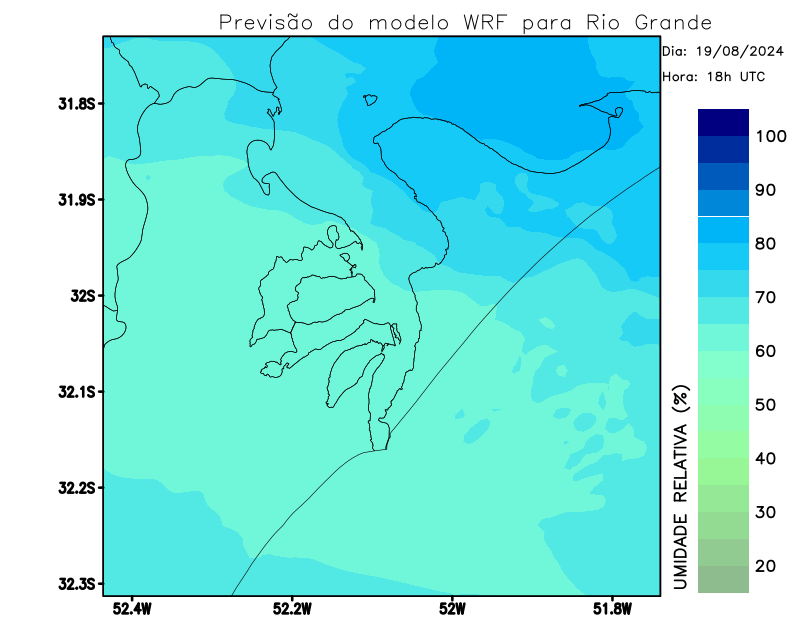 Previsão do modelo WRF para Rio Grande
Dia: 19/08/2024
Hora: 18h UTC
31.8S
31.9S
32S
32.1S
32.2S
32.3S
52.4W
52.2W
52W
51.8W
100
90
80
70
60
50
40
30
20
UMIDADE RELATIVA (%)